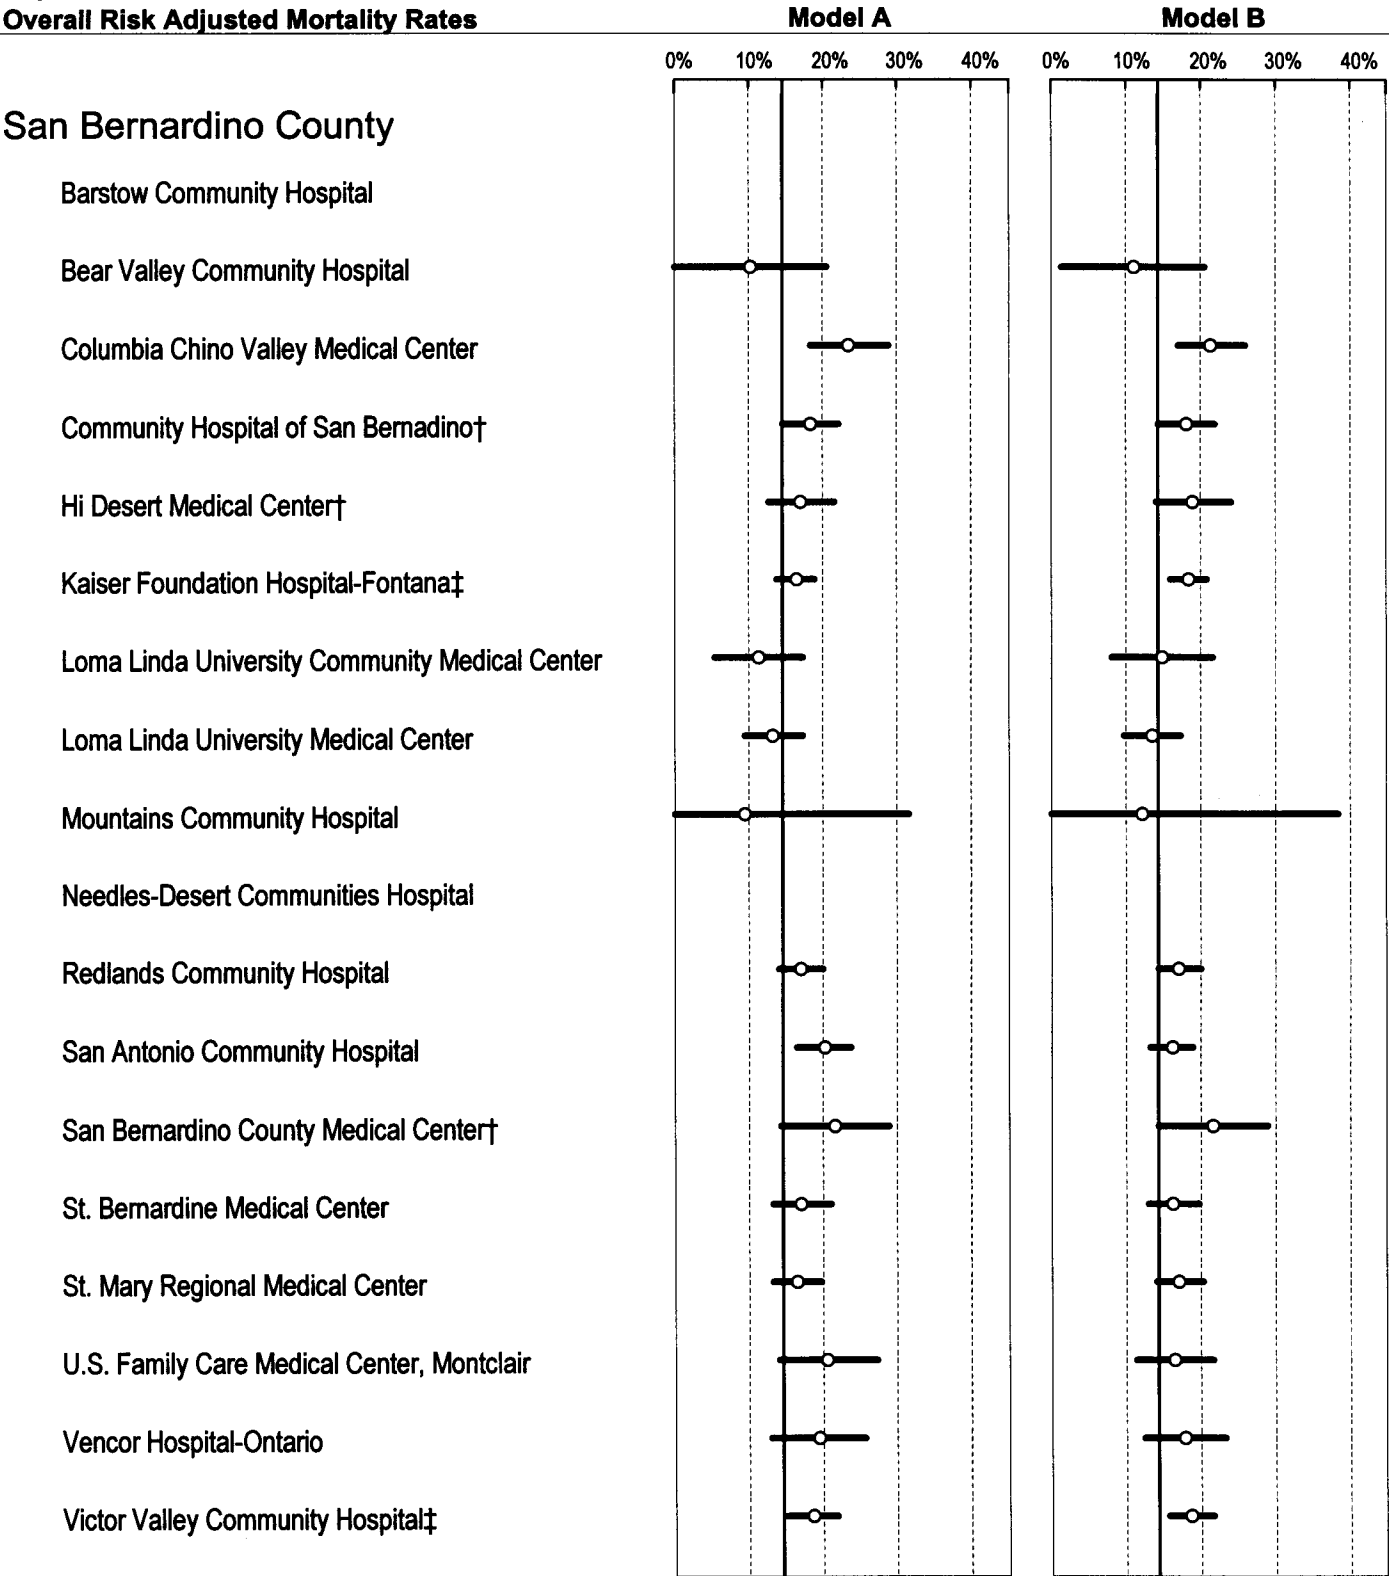 Overall Risk Adjusted Mortality Rates Model A Model B
0% 10% 20% 30% 40% 0% 10% 20% 30% 40%
San Bernardino County
Barstow Community Hospital
Bear Valley Community Hospital
Columbia Chino Valley Medical Center
Community Hospital of San Bernadino†
Hi Desert Medical Center†
Kaiser Foundation Hospital-Fontana‡
Loma Linda University Community Medical Center
Loma Linda University Medical Center
Mountains Community Hospital
Needles-Desert Communities Hospital
Redlands Community Hospital
San Antonio Community Hospital
San Bernardino County Medical Center†
St. Bernardine Medical Center
St. Mary Regional Medical Center
U.S. Family Care Medical Center, Montclair
Vencor Hospital-Ontario
Victor Valley Community Hospital‡